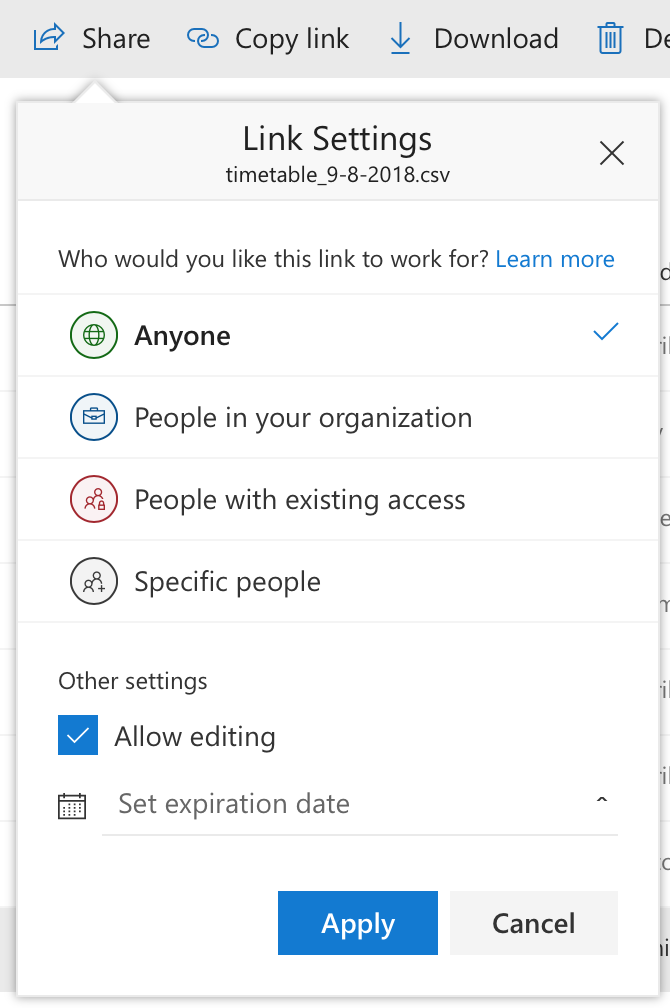 Share Copy link Download
Link Settings
timetable_9-8-2018.csv
Who would you like this link to work for? Learn more
Anyone
People in your organization
People with existing access
Specific people
Other settings
Allow editing
Set expiration date
Apply Cancel